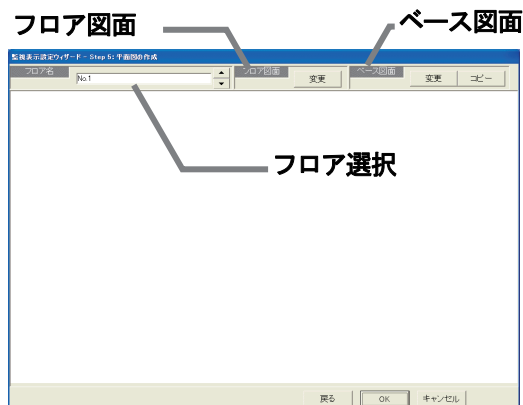 フロア図面
ベース図面
監視表示設定ウィザード - Step 5: 平面図の作成
フロア名
No.1
フロア図面
変更
ベース図面
変更
コピー
フロア選択
戻る
OK
キャンセル